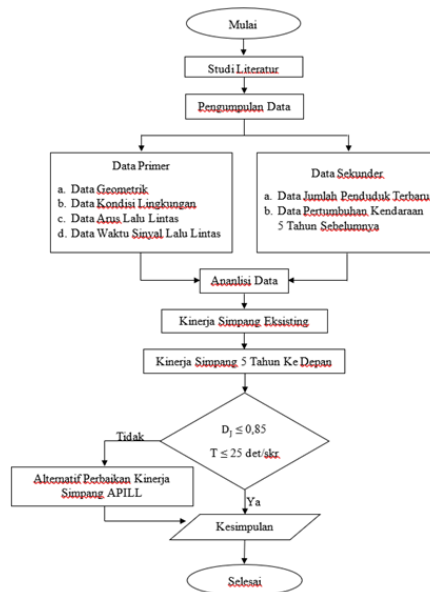 Mulai
Studi Literatur
Pengumpulan Data
Data Primer
a. Data Geometrik
b. Data Kondisi Lingkungan
c. Data Arus Lalu Lintas
d. Data Waktu Sinyal Lalu Lintas
Data Sekunder
a. Data Jumlah Penduduk Terbaru
b. Data Pertumbuhan Kendaraan
5 Tahun Sebelumnya
Ananlisi Data
Kinerja Simpang Eksisting
Kinerja Simpang 5 Tahun Ke Depan
DJ ≤ 0,85
T ≤ 25 det/skr
Tidak
Alternatif Perbaikan Kinerja
Simpang APILL
Ya
Kesimpulan
Selesai